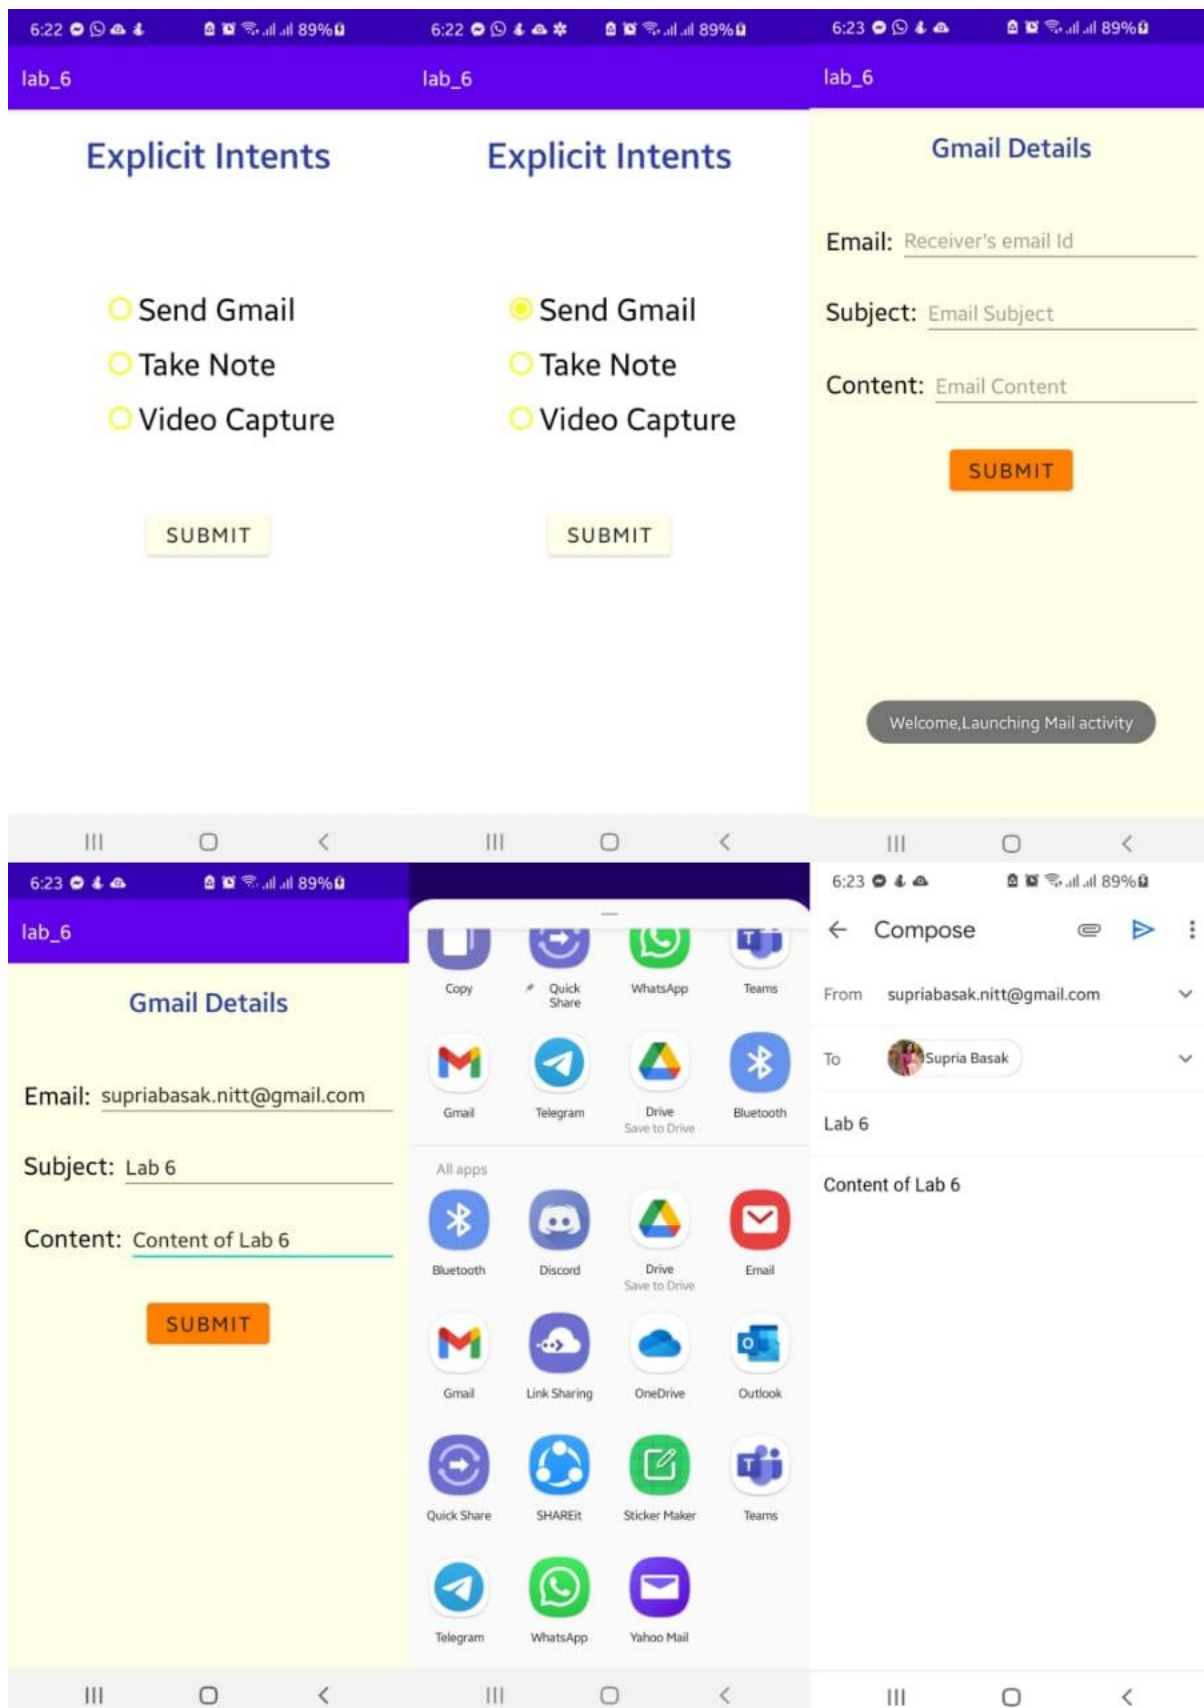 6:22 89%
lab_6
Explicit Intents
Send Gmail
Take Note
Video Capture
SUBMIT
6:22 89%
lab_6
Explicit Intents
Send Gmail
Take Note
Video Capture
SUBMIT
6:23 89%
lab_6
Gmail Details
Email: Receiver's email Id
Subject: Email Subject
Content: Email Content
SUBMIT
Welcome,Launching Mail activity
6:23 89%
lab_6
Gmail Details
Email: supriabasak.nitt@gmail.com
Subject: Lab 6
Content: Content of Lab 6
SUBMIT
Copy Quick Share WhatsApp Teams
Gmail Telegram Drive Bluetooth
Save to Drive
All apps
Bluetooth Discord Drive Email
Save to Drive
Gmail Link Sharing OneDrive Outlook
Quick Share SHAREit Sticker Maker Teams
Telegram WhatsApp Yahoo Mail
6:23 89%
Compose
From supriabasak.nitt@gmail.com
To Supria Basak
Lab 6
Content of Lab 6